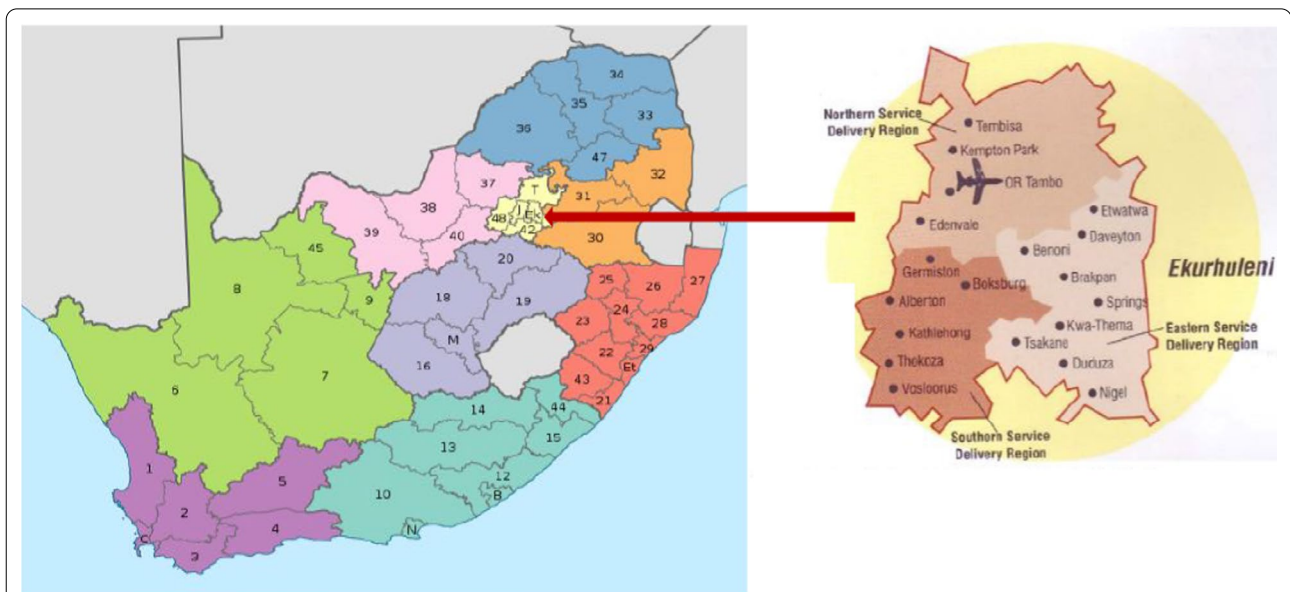 34
35
33
36
47
32
37
31
T
38
48
J
Ek
42
39
40
30
45
20
8
9
18
19
25
26
27
24
M
23
28
7
16
22
29
Et
6
43
21
14
44
13
15
1
5
12
10
B
2
4
N
C
3
Northern Service
Delivery Region
Tembisa
Kempton Park
OR Tambo
Edenvale
Etwatwa
Daveyton
Benoni
Germiston
Boksburg
Brakpan
Ekurhuleni
Alberton
Springs
Kathlehong
Kwa-Thema
Eastern Service
Delivery Region
Tsakane
Thokoza
Duduza
Vosloorus
Nigel
Southern Service
Delivery Region